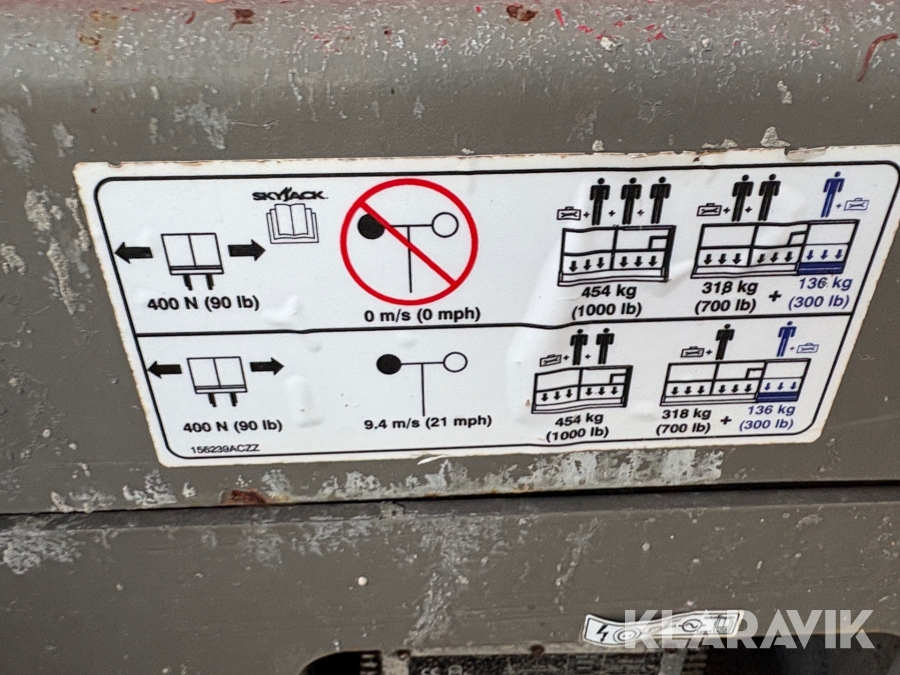 SKYJACK
400 N (90 lb)
0 m/s (0 mph)
454 kg
(1000 lb)
318 kg
(700 lb)
+
136 kg
(300 lb)
400 N (90 lb)
9.4 m/s (21 mph)
454 kg
(1000 lb)
318 kg
(700 lb)
+
136 kg
(300 lb)
156239ACZZ
KLARAVIK